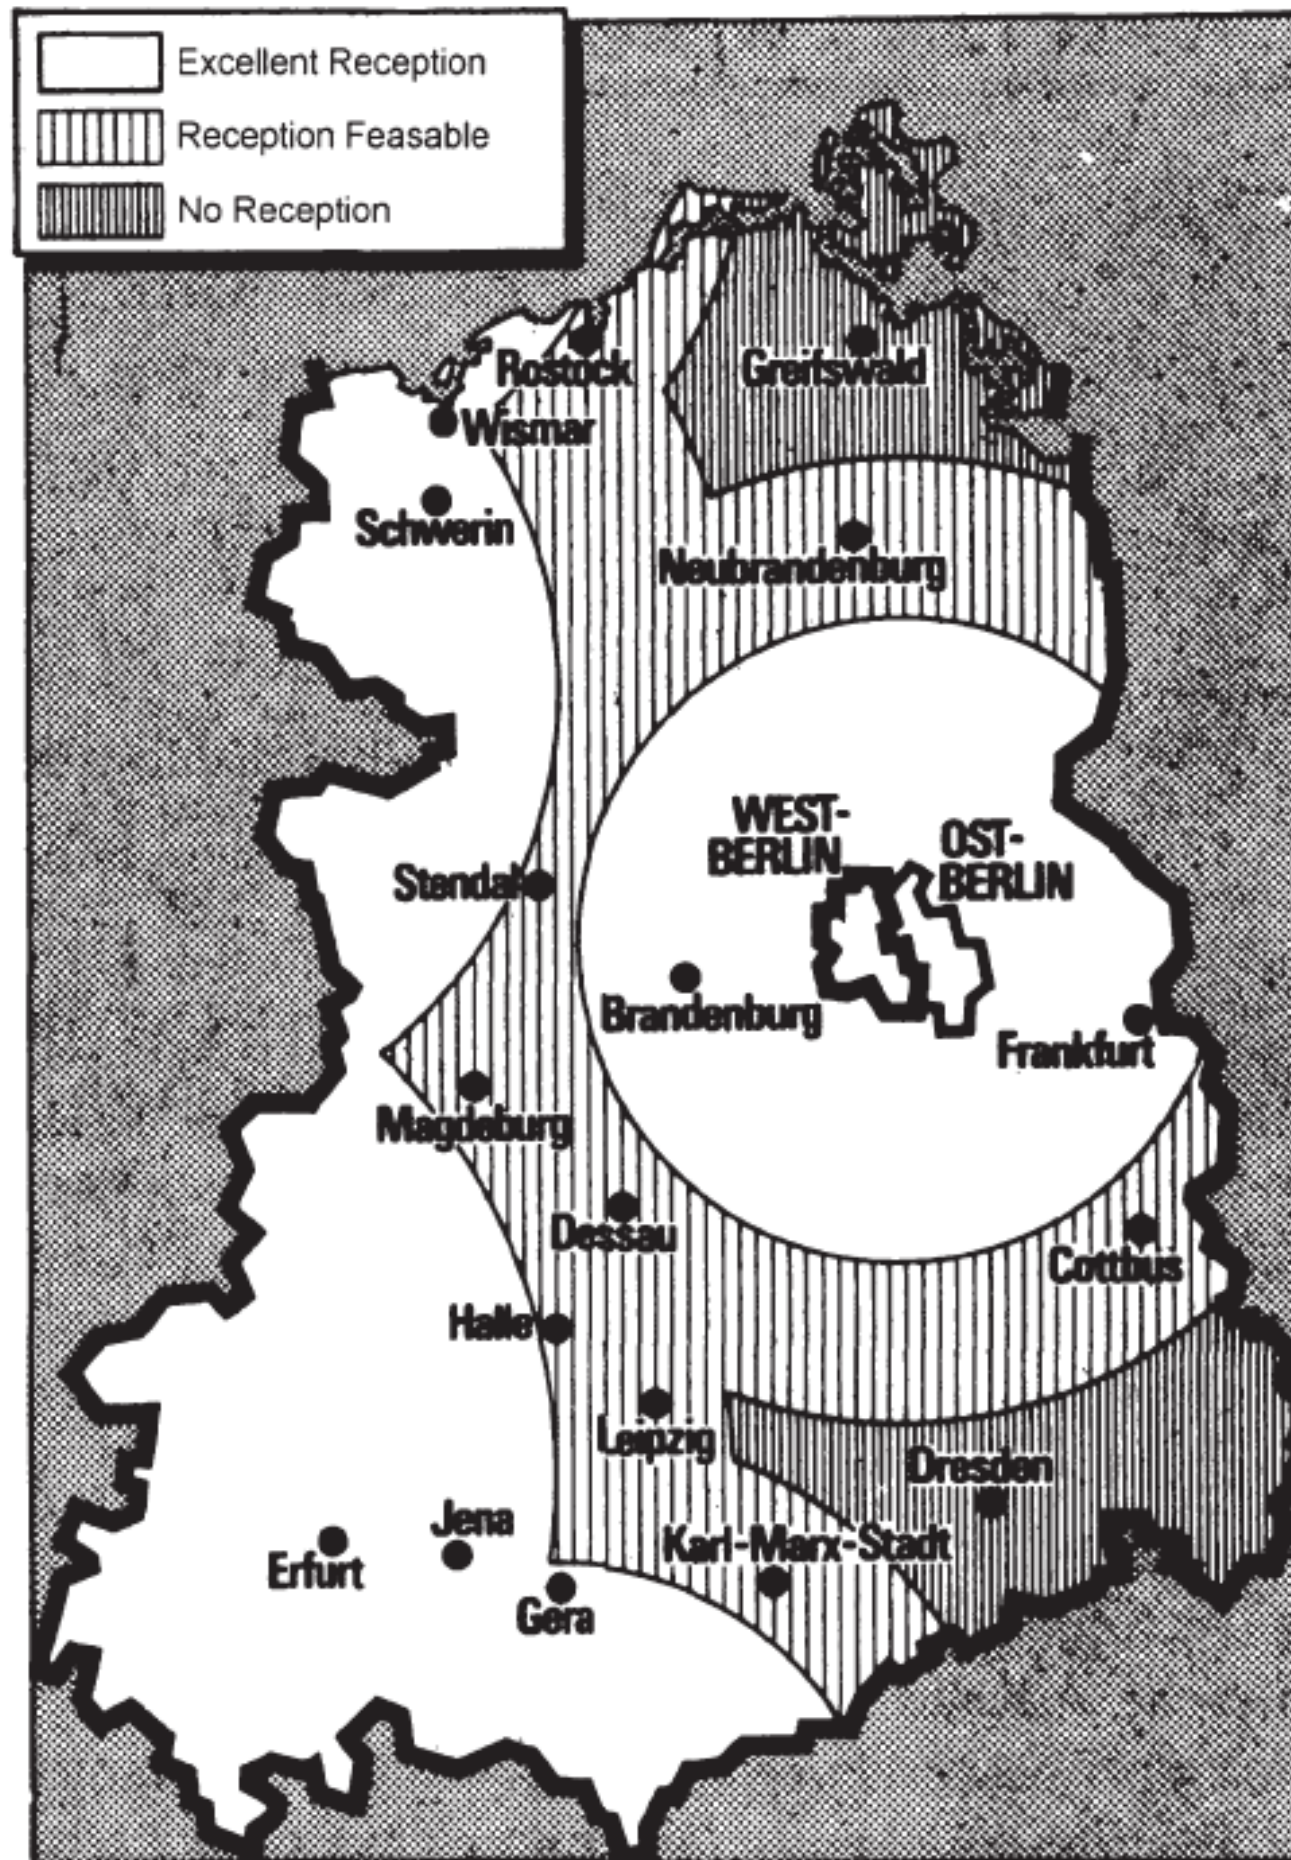 Excellent Reception
Reception Feasable
No Reception
Rostock
Greifswald
Wismar
Schwerin
Neubrandenburg
WEST-
BERLIN
OST-
BERLIN
Stendal
Brandenburg
Frankfurt
Magdeburg
Dessau
Cottbus
Halle
Leipzig
Dresden
Jena
Karl-Marx-Stadt
Erfurt
Gera